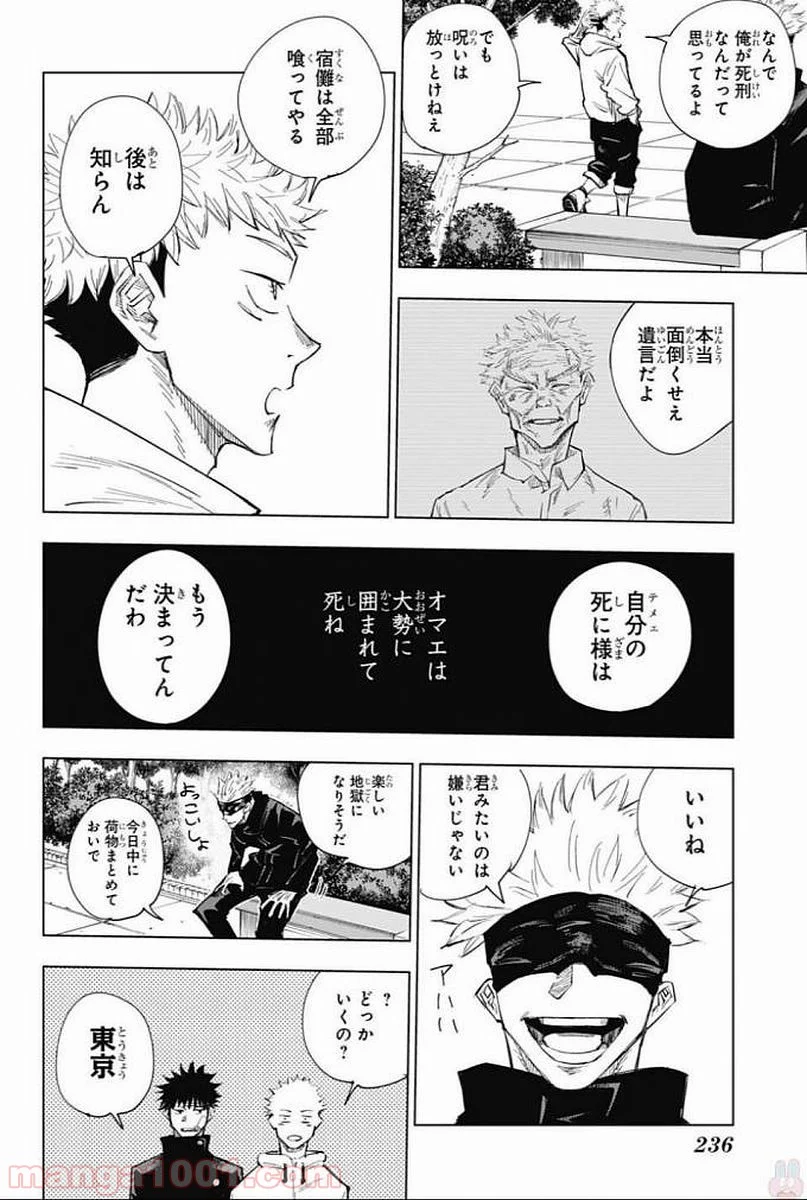 なんで
俺が死刑
なんだって
思ってるよ
でも
呪いは
放っとけねえ
本当
面倒くせえ
遺言だよ
宿儺は全部
喰ってやる
後は
知らん
自分の
死に様は
オマエは
大勢に
囲まれて
死ね
もう
決まってん
だわ
いいね
君みたいのは
嫌いじゃない
アハハ
楽しい
地獄に
なりそうだ
よっこいしょ
今日中に
荷物まとめて
おいで
?
どっか
いくの?
東京
236
manga1001.com